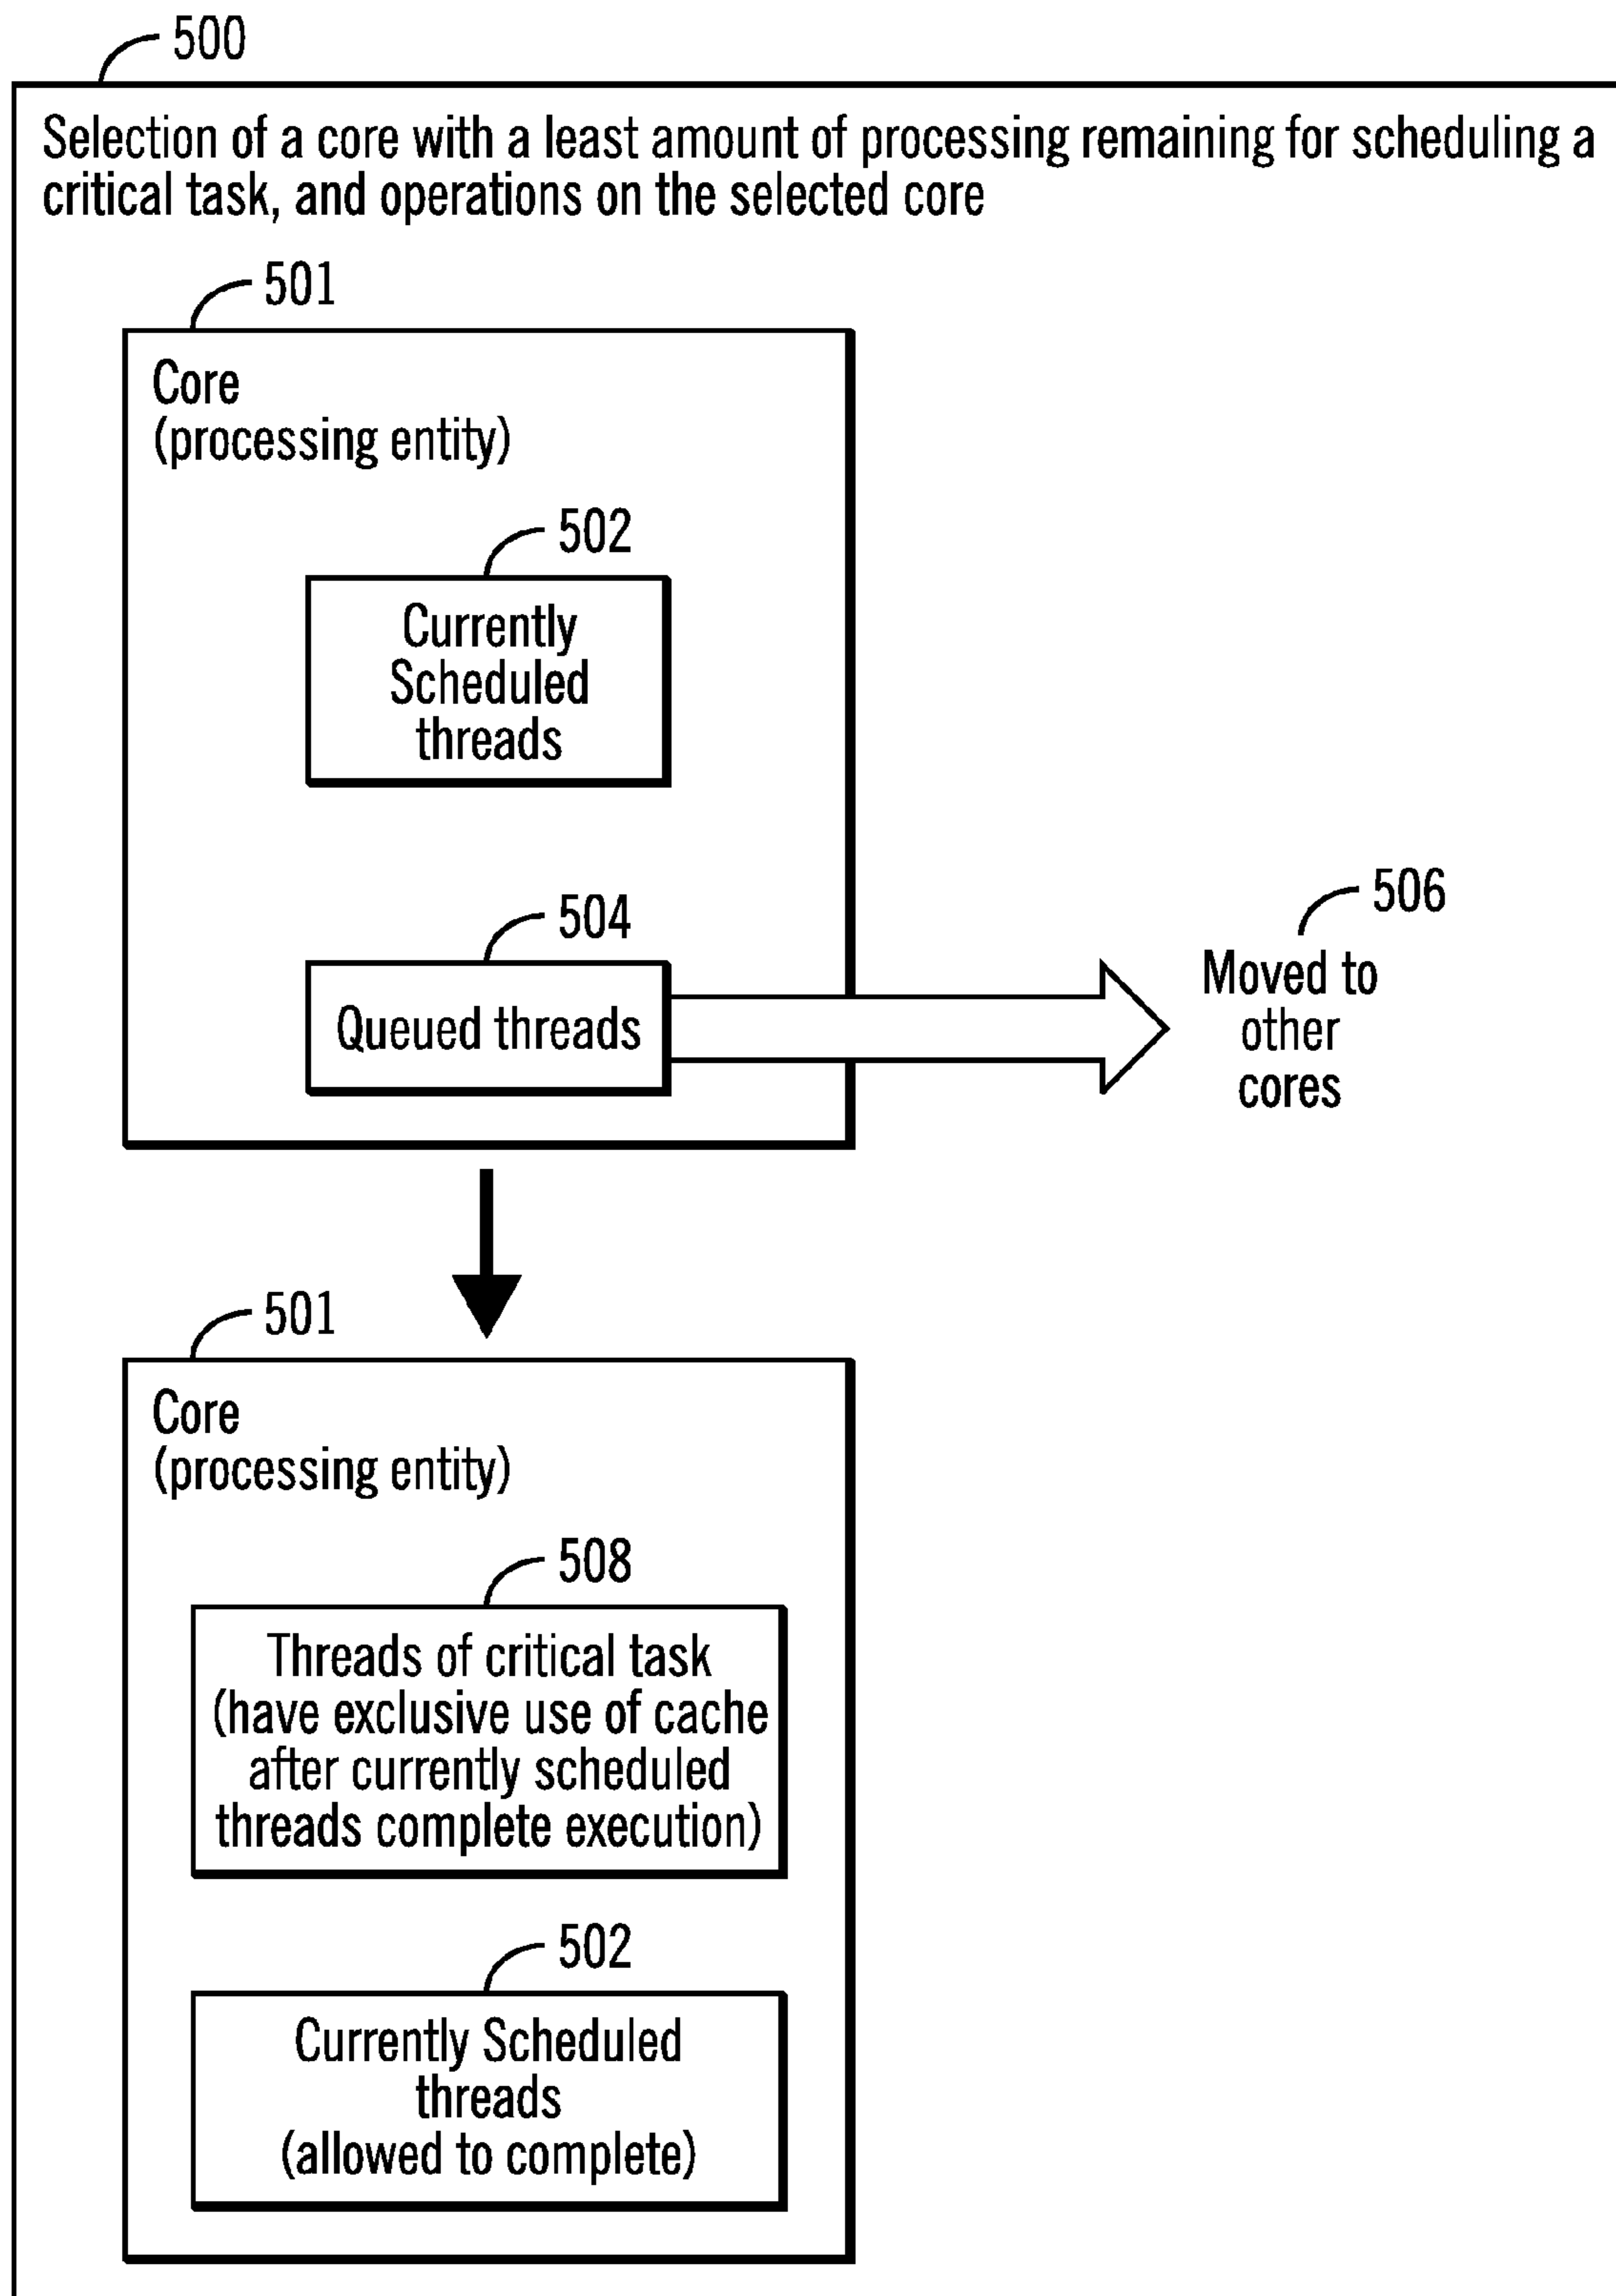 500
Selection of a core with a least amount of processing remaining for scheduling a
critical task, and operations on the selected core
501
Core
(processing entity)
502
Currently
Scheduled
threads
504
Queued threads
506
Moved to
other
cores
501
Core
(processing entity)
508
Threads of critical task
(have exclusive use of cache
after currently scheduled
threads complete execution)
502
Currently Scheduled
threads
(allowed to complete)